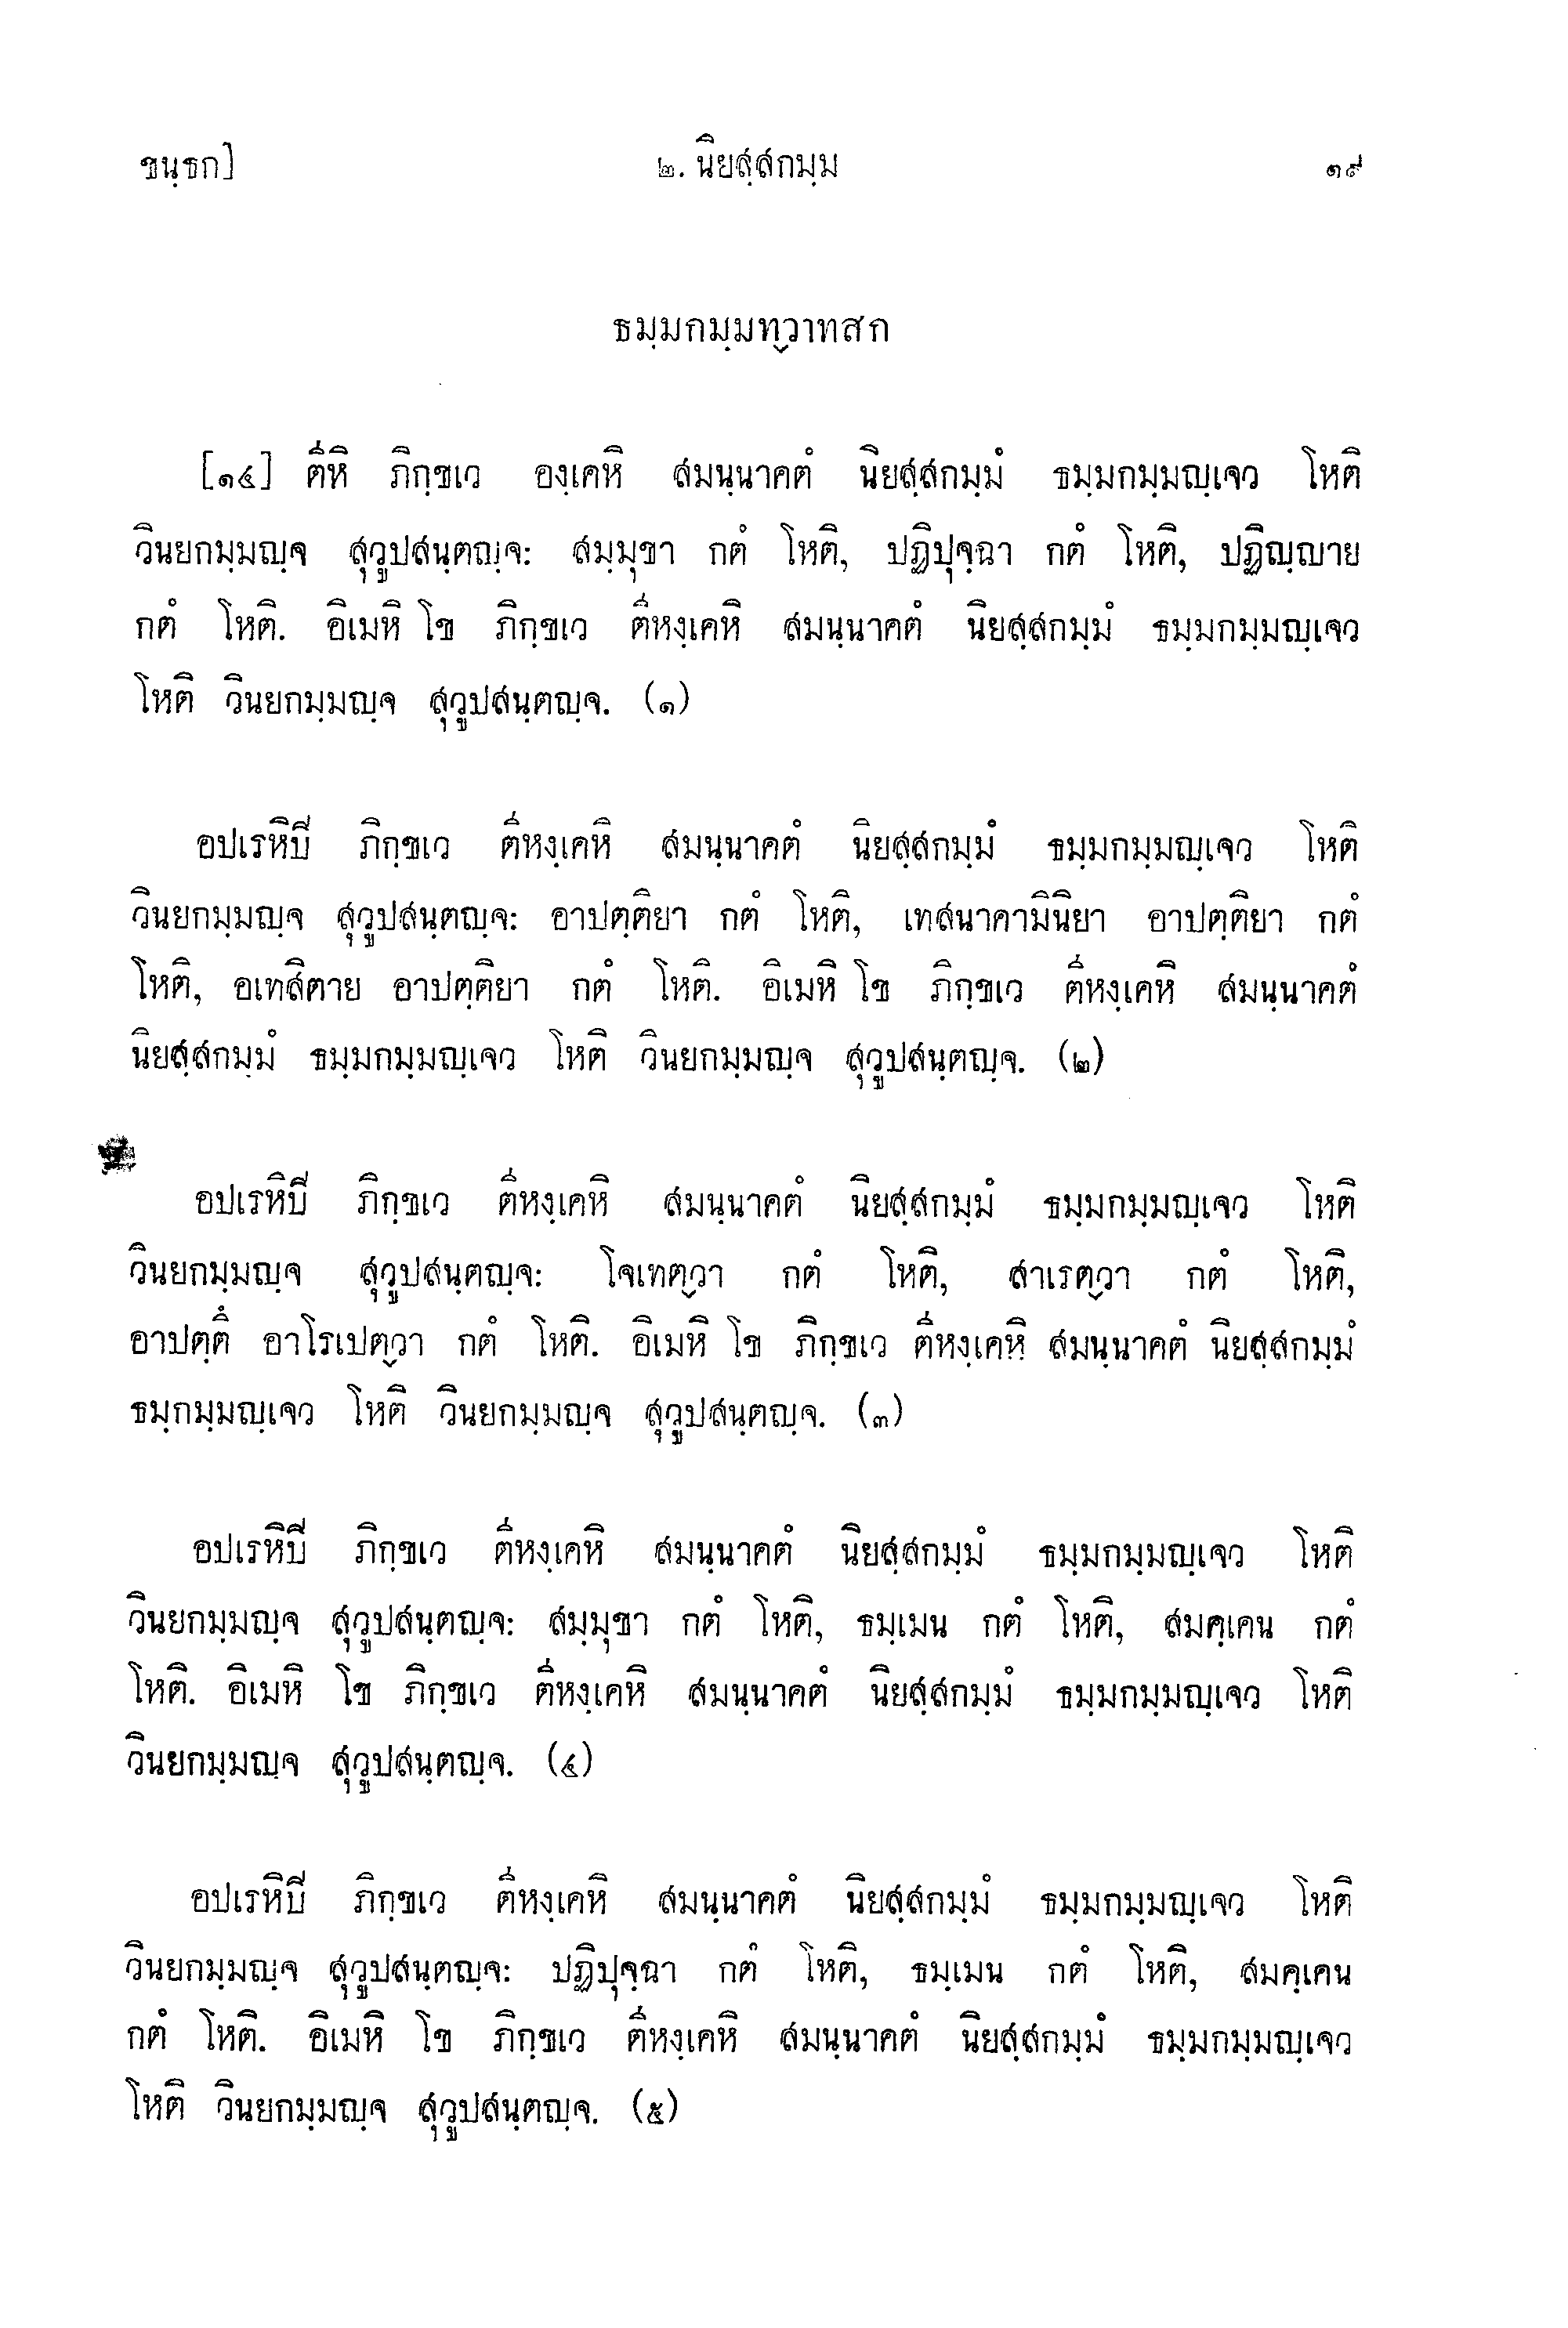 ขนฺธก]
๒. นิยสฺสกมฺม
๑๙
ธมฺมกมฺมทฺวาทสก
[๑๔] ตีหิ ภิกฺขเว องฺเคหิ สมนฺนาคตํ นิยสฺสกมฺมํ ธมฺมกมฺมญฺเจว โหติ
วินยกมฺมญฺจ สุวูปสนฺตญฺจ: สมฺมุขา กตํ โหติ, ปฏิปุจฺฉา กตํ โหติ, ปฏิญฺญาย
กตํ โหติ. อิเมหิ โข ภิกฺขเว ตีหงฺเคหิ สมนฺนาคตํ นิยสฺสกมฺมํ ธมฺมกมฺมญฺเจว
โหติ วินยกมฺมญฺจ สุวูปสนฺตญฺจ. (๑)
อปเรหิปิ ภิกฺขเว ตีหงฺเคหิ สมนฺนาคตํ นิยสฺสกมฺมํ ธมฺมกมฺมญฺเจว โหติ
วินยกมฺมญฺจ สุวูปสนฺตญฺจ: อาปตฺติยา กตํ โหติ, เทสนาคามินิยา อาปตฺติยา กตํ
โหติ, อเทสิตาย อาปตฺติยา กตํ โหติ. อิเมหิ โข ภิกฺขเว ตีหงฺเคหิ สมนฺนาคตํ
นิยสฺสกมฺมํ ธมฺมกมฺมญฺเจว โหติ วินยกมฺมญฺจ สุวูปสนฺตญฺจ. (๒)
อปเรหิปิ ภิกฺขเว ตีหงฺเคหิ สมนฺนาคตํ นิยสฺสกมฺมํ ธมฺมกมฺมญฺเจว โหติ
วินยกมฺมญฺจ สุวูปสนฺตญฺจ: โจเทตฺวา กตํ โหติ, สาเรตฺวา กตํ โหติ,
อาปตฺตึ อาโรเปตฺวา กตํ โหติ. อิเมหิ โข ภิกฺขเว ตีหงฺเคหิ สมนฺนาคตํ นิยสฺสกมฺมํ
ธมฺกมฺมญฺเจว โหติ วินยกมฺมญฺจ สุวูปสนฺตญฺจ. (๓)
อปเรหิปิ ภิกฺขเว ตีหงฺเคหิ สมนฺนาคตํ นิยสฺสกมฺมํ ธมฺมกมฺมญฺเจว โหติ
วินยกมฺมญฺจ สุวูปสนฺตญฺจ: สมฺมุขา กตํ โหติ, ธมฺเมน กตํ โหติ, สมคฺเคน กตํ
โหติ. อิเมหิ โข ภิกฺขเว ตีหงฺเคหิ สมนฺนาคตํ นิยสฺสกมฺมํ ธมฺมกมฺมญฺเจว โหติ
วินยกมฺมญฺจ สุวูปสนฺตญฺจ. (๔)
อปเรหิปิ ภิกฺขเว ตีหงฺเคหิ สมนฺนาคตํ นิยสฺสกมฺมํ ธมฺมกมฺมญฺเจว โหติ
วินยกมฺมญฺจ สุวูปสนฺตญฺจ: ปฏิปุจฺฉา กตํ โหติ, ธมฺเมน กตํ โหติ, สมคฺเคน
กตํ โหติ. อิเมหิ โข ภิกฺขเว ตีหงฺเคหิ สมนฺนาคตํ นิยสฺสกมฺมํ ธมฺมกมฺมญฺเจว
โหติ วินยกมฺมญฺจ สุวูปสนฺตญฺจ. (๕)